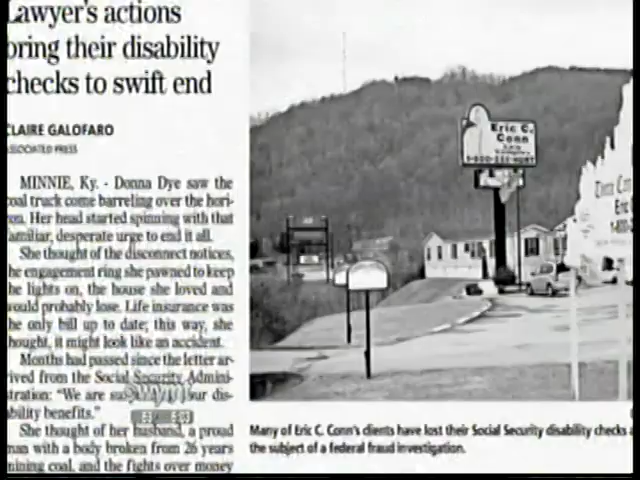 Lawyer's actions
bring their disability
checks to swift end
CLAIRE GALOFARO
ASSOCIATED PRESS
MINNIE, Ky. - Donna Dye saw the
coal truck come barreling over the hori-
zon. Her head started spinning with that
familiar, desperate urge to end it all.
She thought of the disconnect notices,
he engagement ring she pawned to keep
he lights on, the house she loved and
would probably lose. Life insurance was
he only bill up to date; this way, she
hought, it might look like an accident.
Months had passed since the letter ar-
rived from the Social Security Admini-
stration: "We are your dis-
ability benefits."
She thought of her husband, a proud
man with a body broken from 26 years
mining coal, and the fights over money
Eric C.
Conn
Many of Eric C. Conn's clients have lost their Social Security disability checks
the subject of a federal fraud investigation.